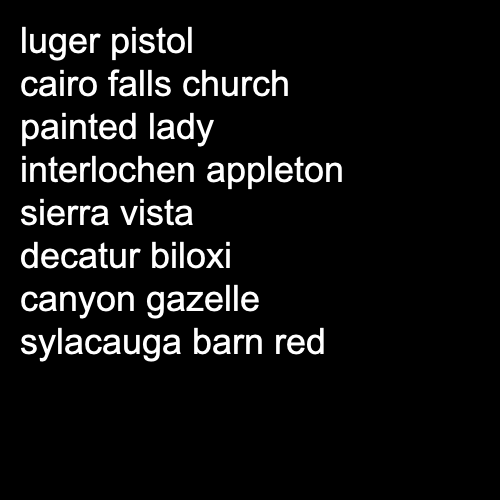 luger pistol
cairo falls church
painted lady
interlochen appleton
sierra vista
decatur biloxi
canyon gazelle
sylacauga barn red